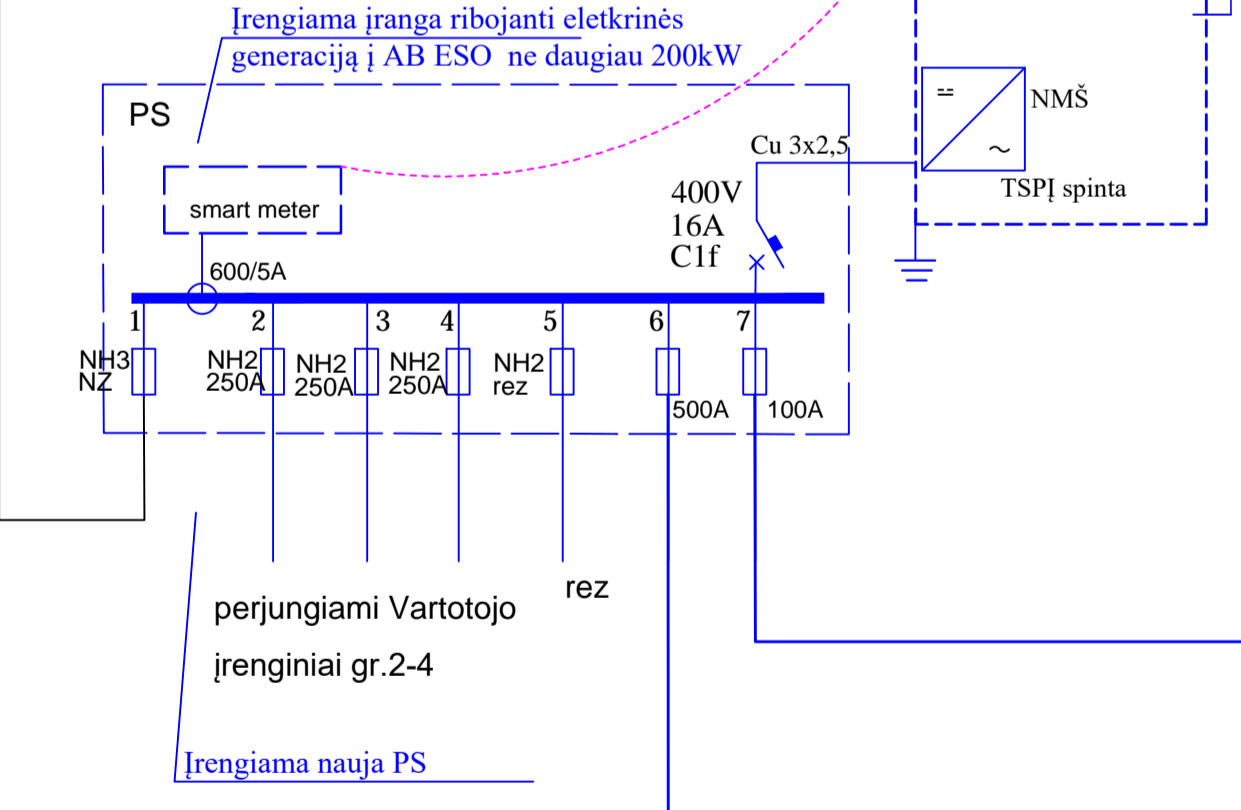 Įrengiama įranga ribojanti eletkrinės
generaciją į AB ESO ne daugiau 200kW
PS
NMŠ
Cu 3x2,5
TSPĮ spinta
400V
16A
C1f
smart meter
600/5A
1 2 3 4 5 6 7
NH3
NZ
NH2
250A
NH2
250A
NH2
250A
NH2
rez
500A
100A
rez
perjungiami Vartotojo
įrenginiai gr.2-4
Įrengiama nauja PS